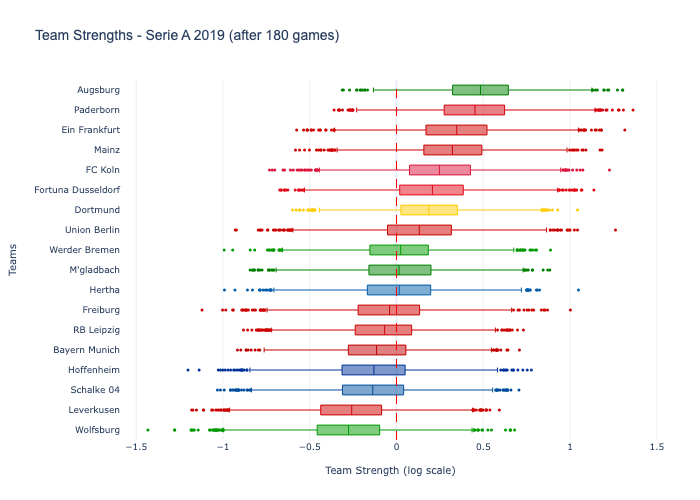 Team Strengths - Serie A 2019 (after 180 games)
Augsburg
Paderborn
Ein Frankfurt
Mainz
FC Koln
Fortuna Dusseldorf
Dortmund
Union Berlin
Werder Bremen
M'gladbach
Hertha
Freiburg
RB Leipzig
Bayern Munich
Hoffenheim
Schalke 04
Leverkusen
Wolfsburg
Teams
−1.5 −1 −0.5 0 0.5 1 1.5
Team Strength (log scale)